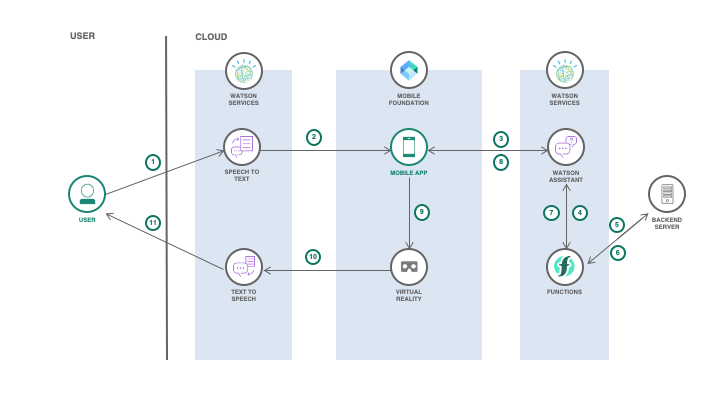 USER
CLOUD
WATSON
SERVICES
MOBILE
FOUNDATION
WATSON
SERVICES
1
2
3
8
SPEECH TO
TEXT
MOBILE APP
WATSON
ASSISTANT
USER
11
9
7
4
5
6
BACKEND
SERVER
10
TEXT TO
SPEECH
VIRTUAL
REALITY
FUNCTIONS